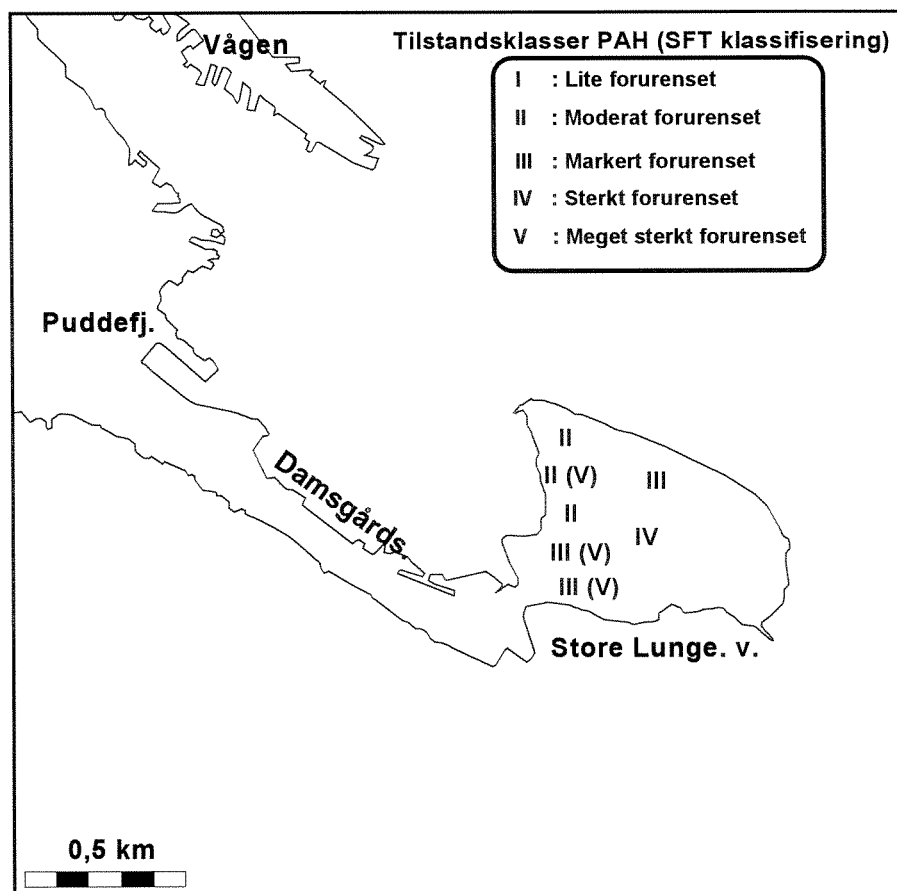 Vågen
Tilstandsklasser PAH (SFT klassifisering)
I : Lite forurenset
II : Moderat forurenset
III : Markert forurenset
IV : Sterkt forurenset
V : Meget sterkt forurenset
Puddefj.
Damsgårds.
II
II (V)
III
II
IV
III (V)
III (V)
Store Lunge. v.
0,5 km